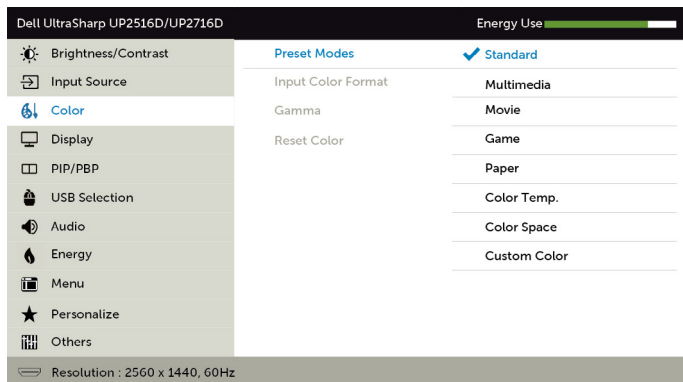 Dell UltraSharp UP2516D/UP2716D Energy Use
Brightness/Contrast Preset Modes Standard
Input Source Input Color Format Multimedia
Color Gamma Movie
Display Reset Color Game
PIP/PBP Paper
USB Selection Color Temp.
Audio Color Space
Energy Custom Color
Menu
Personalize
Others
Resolution : 2560 x 1440, 60Hz